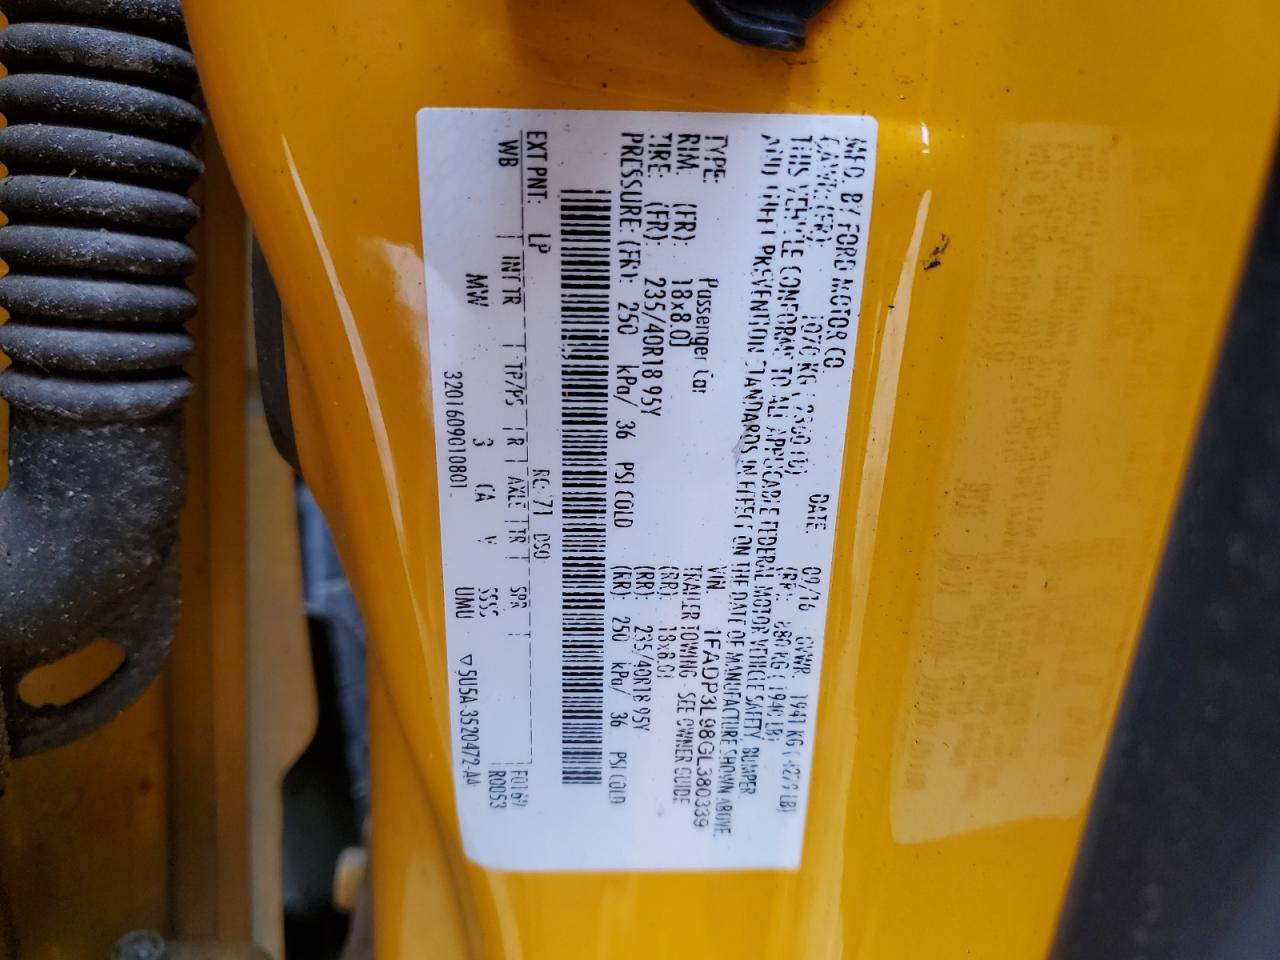 MFD. BY FORD MOTOR CO
DATE: 09/16 GVWR: 1941 KG ( 4279 LB)
GAWR: (FR): 1070 KG ( 2360 LB) (RR): 880 KG ( 1940 LB)
THIS VEHICLE CONFORMS TO ALL APPLICABLE FEDERAL MOTOR VEHICLE SAFETY, BUMPER
AND THEFT PREVENTION STANDARDS IN EFFECT ON THE DATE OF MANUFACTURE SHOWN ABOVE.
VIN: 1FADP3L98GL380339
TYPE: Passenger Car TRAILER TOWING - SEE OWNER GUIDE
RIM: (FR): 18x8.0J (RR): 18x8.0J
TIRE: (FR): 235/40R18 95Y (RR): 235/40R18 95Y
PRESSURE: (FR): 250 kPa/ 36 PSI COLD (RR): 250 kPa/ 36 PSI COLD
EXT PNT: LP RC: 71 DSO:
WB INT TR TP/PS R AXLE TR SPR F0169
MW 3 CA V SSSS R0053
3201609010801 UMU ▽5U5A-3520472-AA